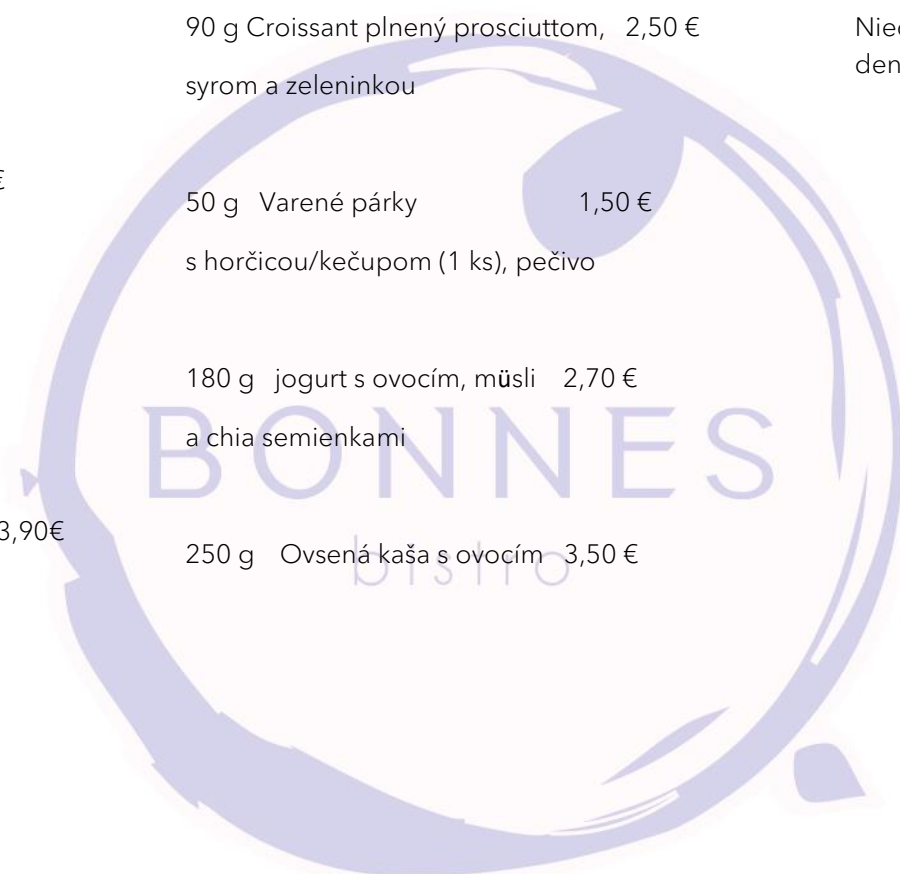 90 g Croissant plnený prosciuttom, 2,50 €
syrom a zeleninkou
€
50 g Varené párky 1,50 €
s horčicou/kečupom (1 ks), pečivo
180 g jogurt s ovocím, müsli 2,70 €
a chia semienkami
3,90€
250 g Ovsená kaša s ovocím 3,50 €
BONNES
bistro